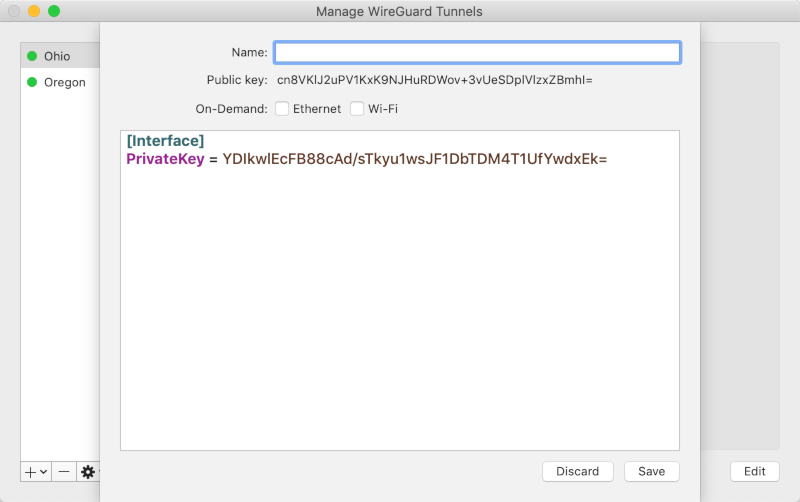 Manage WireGuard Tunnels
Ohio
Oregon
Name:
Public key: cn8VKlJ2uPV1KxK9NJHuRDWov+3vUeSDplVIzxZBmhI=
On-Demand: Ethernet Wi-Fi
[Interface]
PrivateKey = YDIkwlEcFB88cAd/sTkyu1wsJF1DbTDM4T1UfYwdxEk=
Discard Save Edit